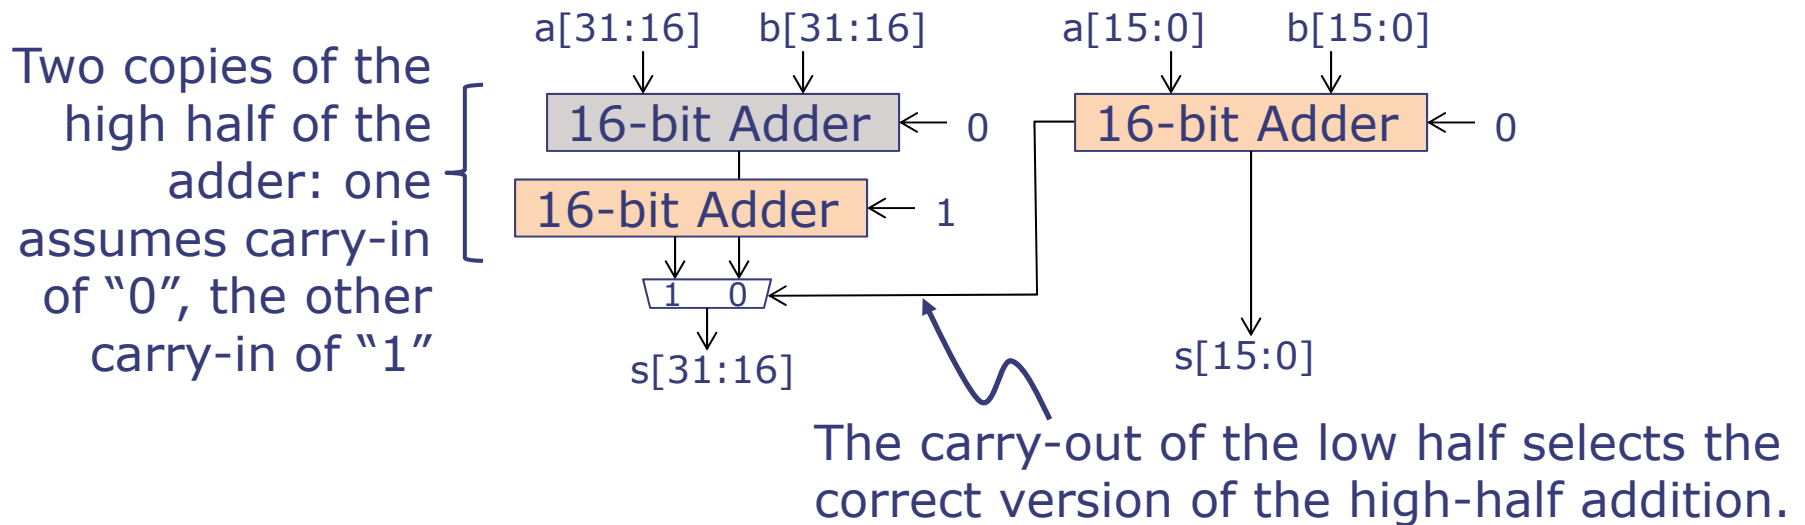 a[31:16] b[31:16] a[15:0] b[15:0]
Two copies of the
high half of the
adder: one
assumes carry-in
of “0”, the other
carry-in of “1”
16-bit Adder 0
16-bit Adder 0
16-bit Adder 1
1 0
s[31:16]
s[15:0]
The carry-out of the low half selects the
correct version of the high-half addition.